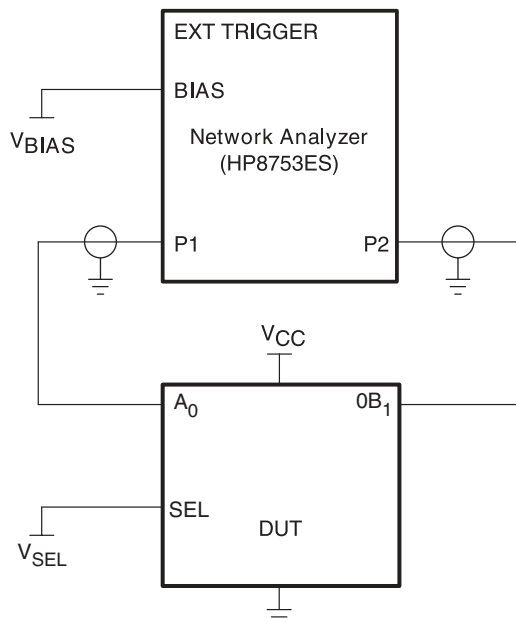 EXT TRIGGER
BIAS
VBIAS
Network Analyzer
(HP8753ES)
P1
P2
VCC
A0
0B1
SEL
VSEL
DUT